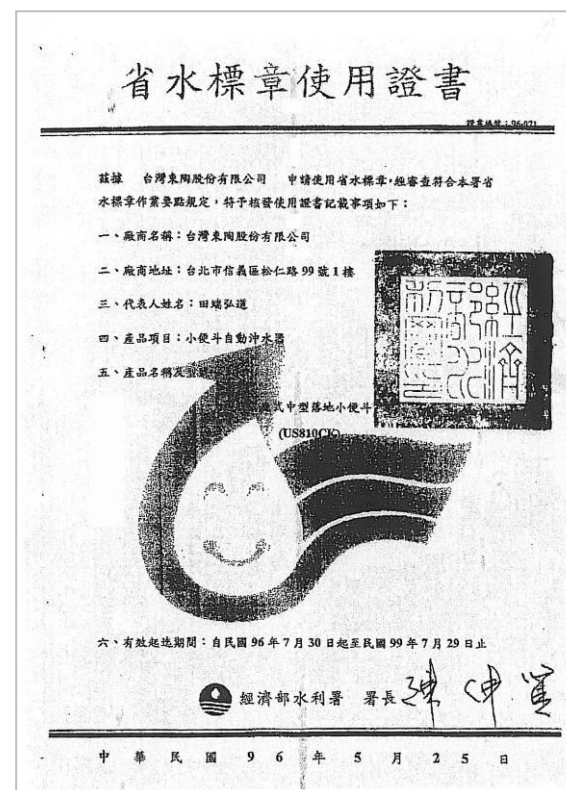 省水標章使用證書
證書編號：96-071
茲據 台灣東陶股份有限公司 申請使用省水標章，經審查符合本署省
水標章作業要點規定，特予核發使用證書記載事項如下：
一、廠商名稱：台灣東陶股份有限公司
二、廠商地址：台北市信義區松仁路99號1樓
三、代表人姓名：田端弘道
四、產品項目：小便斗自動沖水器
五、產品名稱及型號
式中型落地小便斗
(US810CK)
六、有效起迄期間：自民國96年7月30日起至民國99年7月29日止
經濟部水利署 署長 陳伸賢
中華民國96年5月25日